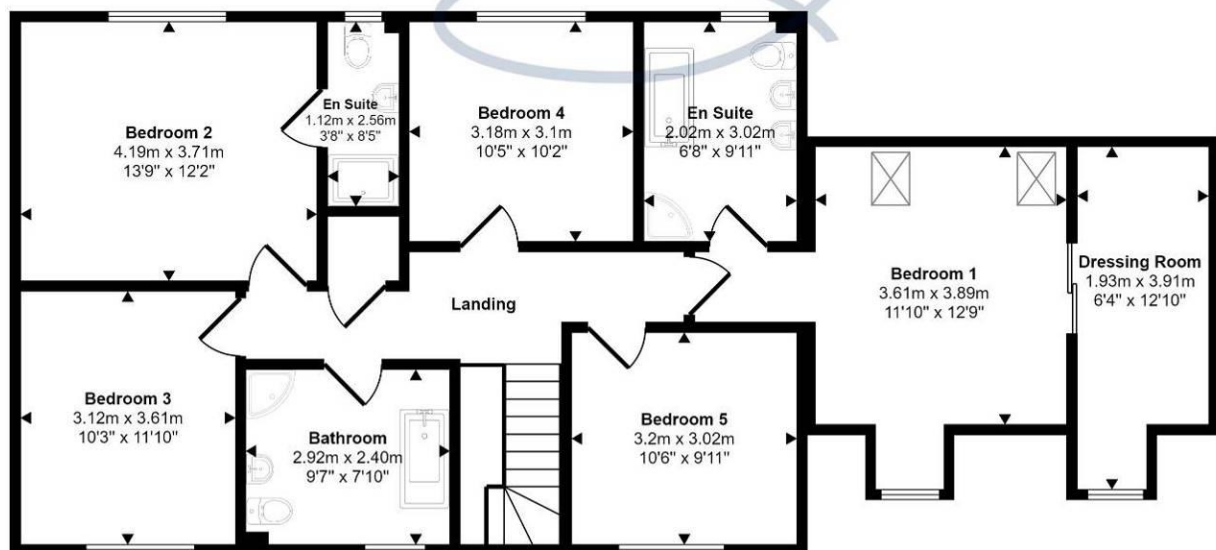 Bedroom 2
4.19m x 3.71m
13'9" x 12'2"
En Suite
1.12m x 2.56m
3'8" x 8'5"
Bedroom 4
3.18m x 3.1m
10'5" x 10'2"
En Suite
2.02m x 3.02m
6'8" x 9'11"
Bedroom 1
3.61m x 3.89m
11'10" x 12'9"
Dressing Room
1.93m x 3.91m
6'4" x 12'10"
Landing
Bedroom 3
3.12m x 3.61m
10'3" x 11'10"
Bathroom
2.92m x 2.40m
9'7" x 7'10"
Bedroom 5
3.2m x 3.02m
10'6" x 9'11"